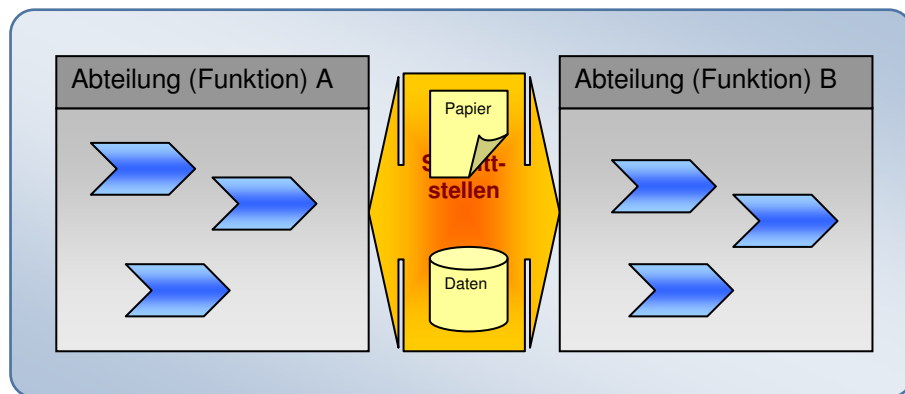 Abteilung (Funktion) A
Papier
stellen
Daten
Abteilung (Funktion) B